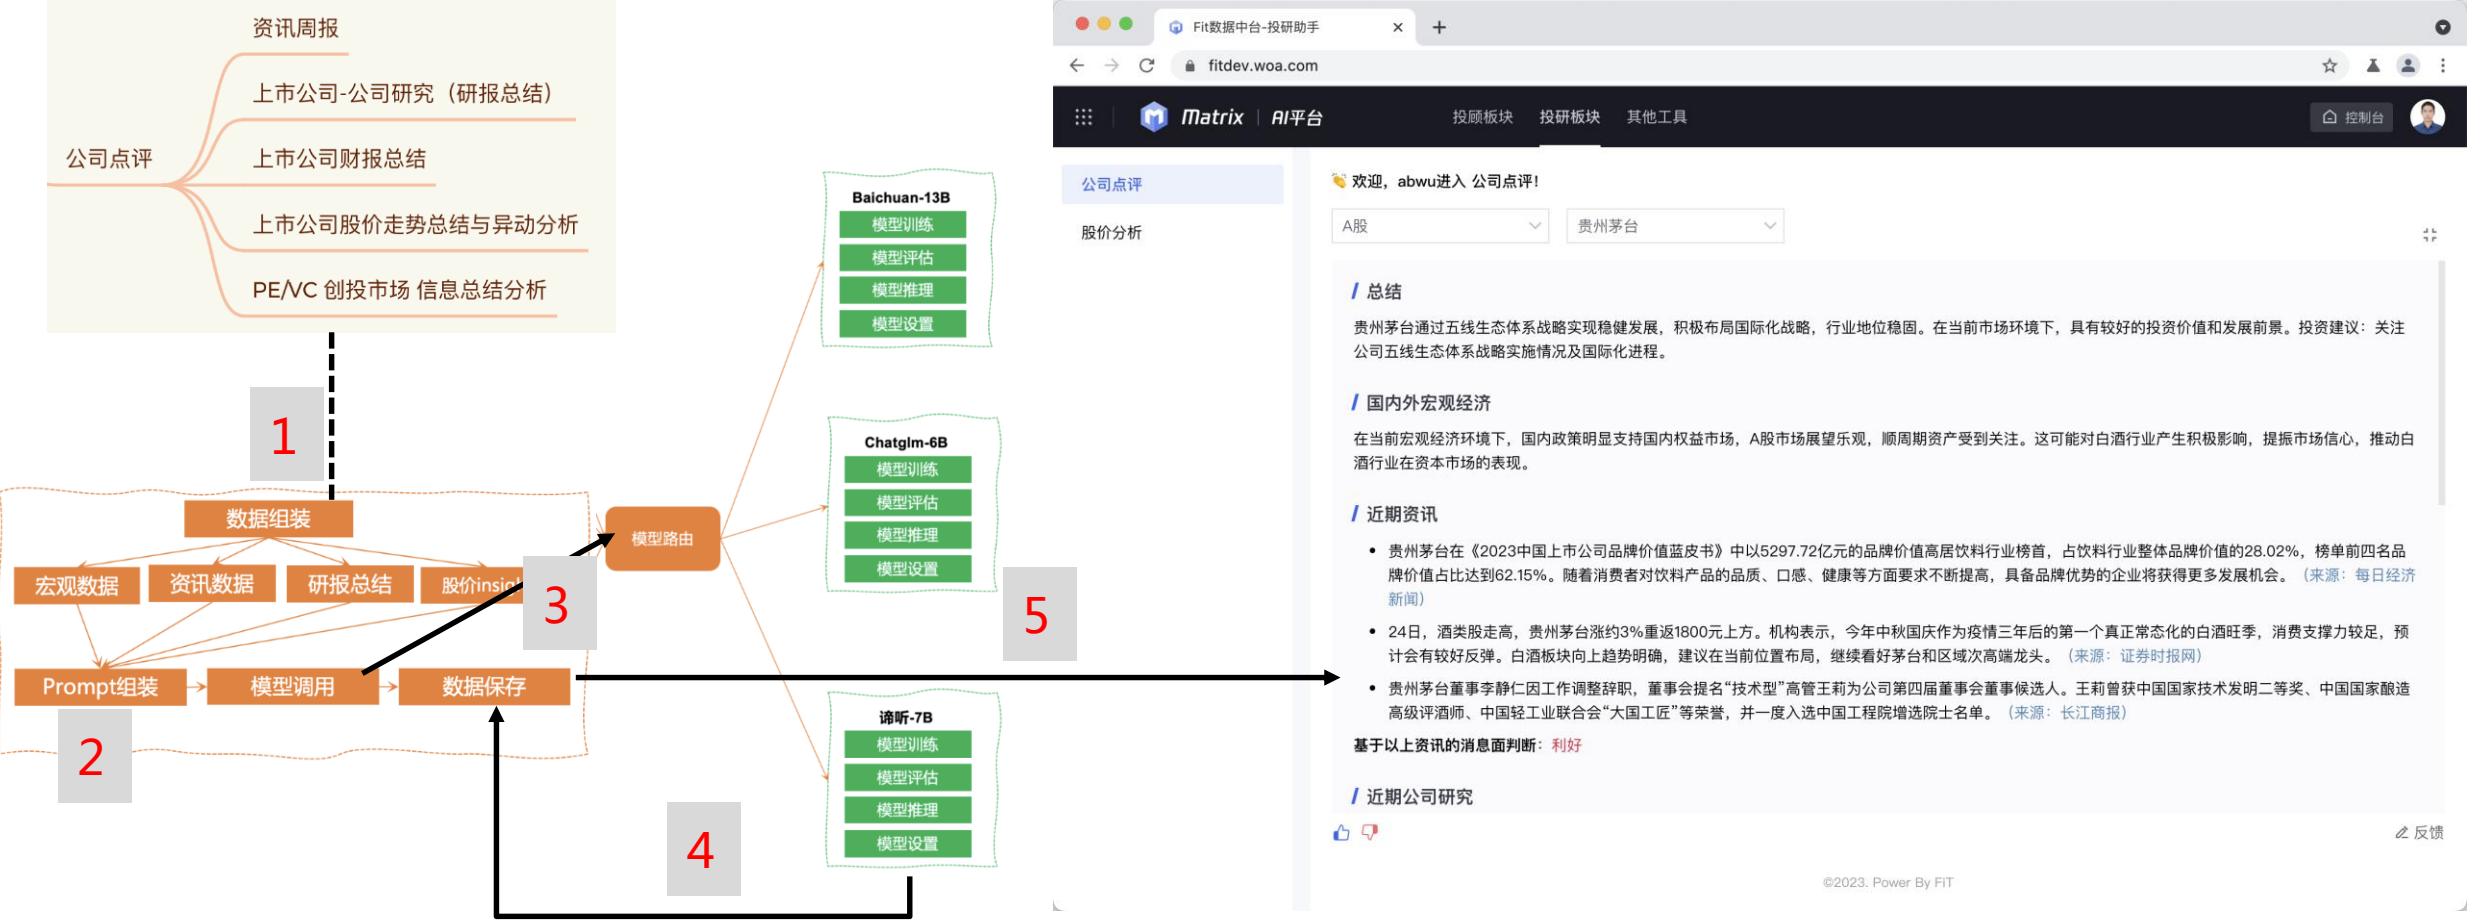 资讯周报
上市公司-公司研究（研报总结）
公司点评
上市公司财报总结
上市公司股价走势总结与异动分析
PE/VC 创投市场 信息总结分析
1
数据组装
宏观数据
资讯数据
研报总结
股价insigl
Prompt组装
模型调用
数据保存
2
3
模型路由
Baichuan-13B
模型训练
模型评估
模型推理
模型设置
Chatglm-6B
模型训练
模型评估
模型推理
模型设置
谛听-7B
模型训练
模型评估
模型推理
模型设置
4
5
Fit数据中台-投研助手
fitdev.woa.com
Matrix | AI平台
投顾板块 投研板块 其他工具
控制台
公司点评
股价分析
欢迎，abwu进入 公司点评！
A股
贵州茅台
总结
贵州茅台通过五线生态体系战略实现稳健发展，积极布局国际化战略，行业地位稳固。在当前市场环境下，具有较好的投资价值和发展前景。投资建议：关注
公司五线生态体系战略实施情况及国际化进程。
国内外宏观经济
在当前宏观经济环境下，国内政策明显支持国内权益市场，A股市场展望乐观，顺周期资产受到关注。这可能对白酒行业产生积极影响，提振市场信心，推动白
酒行业在资本市场的表现。
近期资讯
• 贵州茅台在《2023中国上市公司品牌价值蓝皮书》中以5297.72亿元的品牌价值高居饮料行业榜首，占饮料行业整体品牌价值的28.02%，榜单前四名品
牌价值占比达到62.15%。随着消费者对饮料产品的品质、口感、健康等方面要求不断提高，具备品牌优势的企业将获得更多发展机会。（来源：每日经济
新闻）
• 24日，酒类股走高，贵州茅台涨约3%重返1800元上方。机构表示，今年中秋国庆作为疫情三年后的第一个真正常态化的白酒旺季，消费支撑力较足，预
计会有较好反弹。白酒板块向上趋势明确，建议在当前位置布局，继续看好茅台和区域次高端龙头。（来源：证券时报网）
• 贵州茅台董事李静仁因工作调整辞职，董事会提名“技术型”高管王莉为公司第四届董事会董事候选人。王莉曾获中国国家技术发明二等奖、中国国家酿造
高级评酒师、中国轻工业联合会“大国工匠”等荣誉，并一度入选中国工程院增选院士名单。（来源：长江商报）
基于以上资讯的消息面判断：利好
近期公司研究
反馈
©2023. Power By FiT